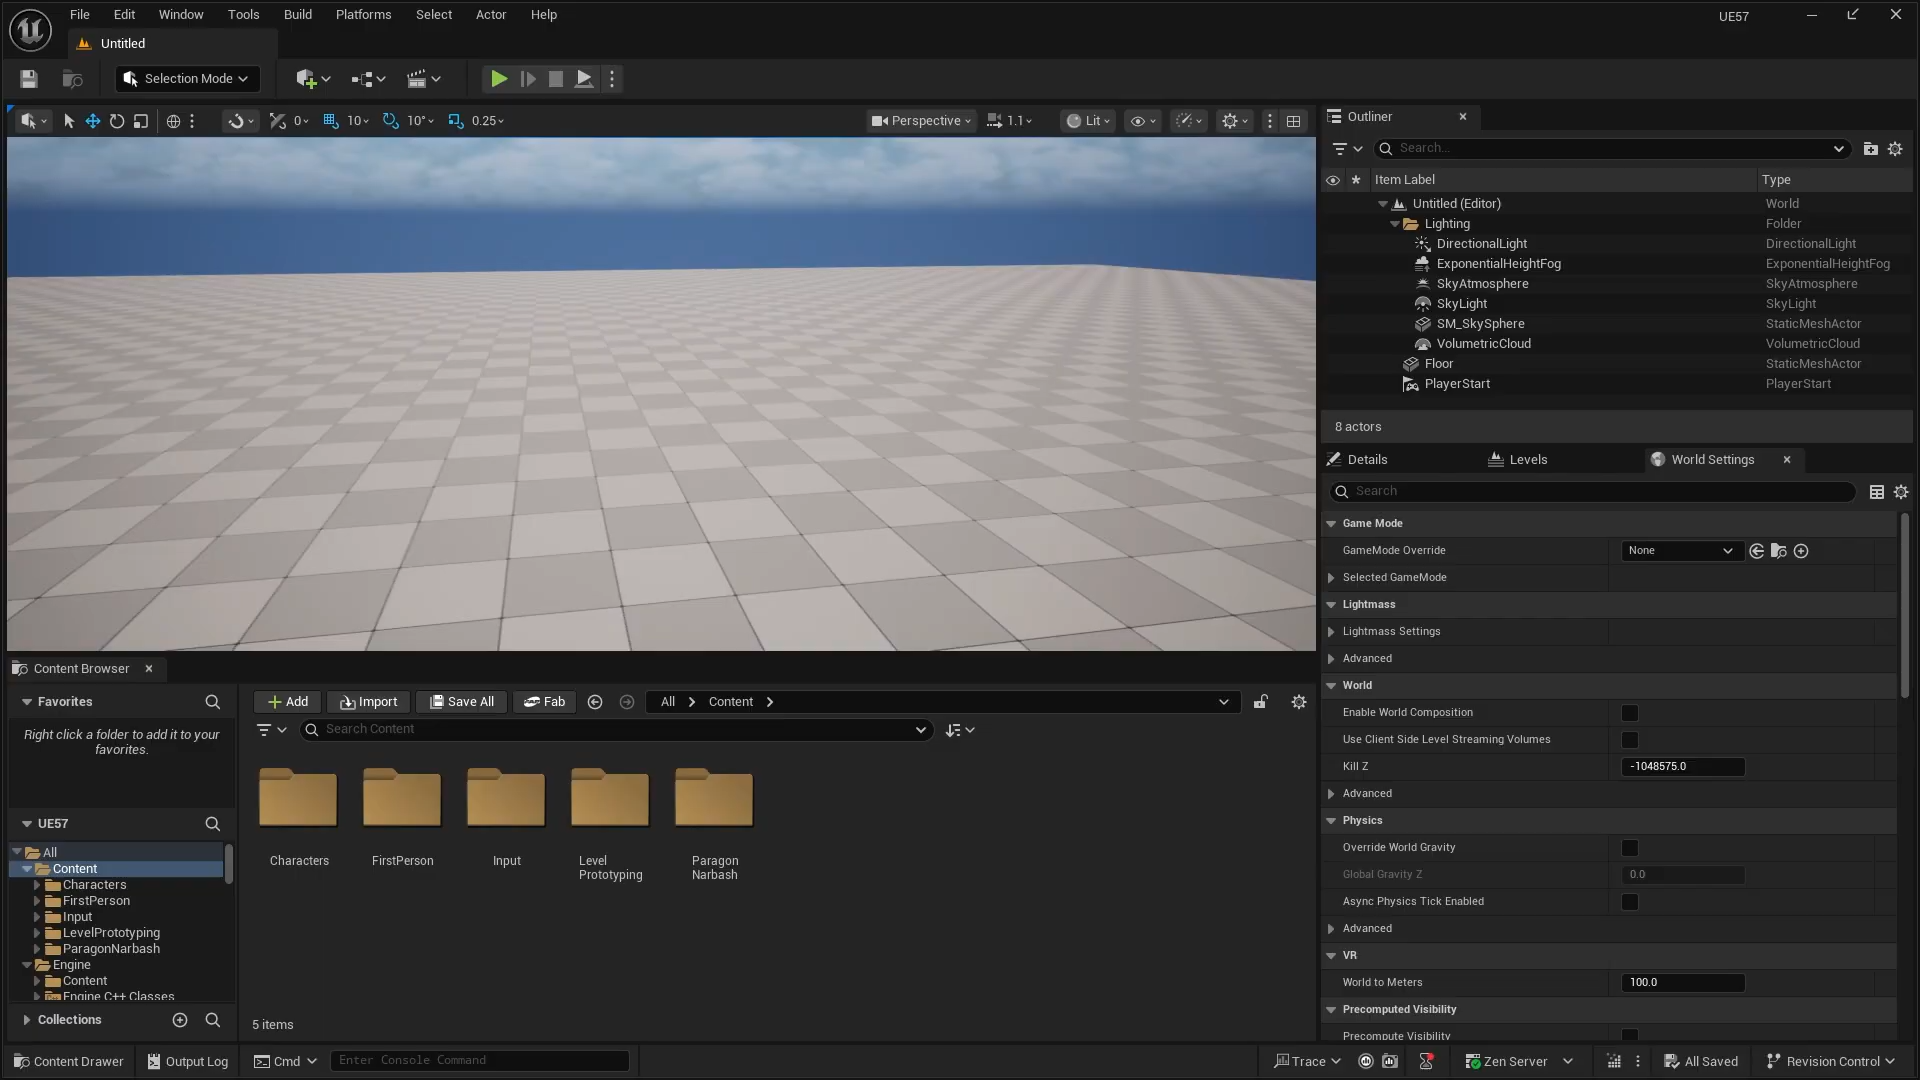 File Edit Window Tools Build Platforms Select Actor Help
UE57
Untitled
Selection Mode
0 10 10° 0.25
Perspective 1.1 Lit
Outliner
Search...
Item Label Type
Untitled (Editor) World
Lighting Folder
DirectionalLight DirectionalLight
ExponentialHeightFog ExponentialHeightFog
SkyAtmosphere SkyAtmosphere
SkyLight SkyLight
SM_SkySphere StaticMeshActor
VolumetricCloud VolumetricCloud
Floor StaticMeshActor
PlayerStart PlayerStart
8 actors
Details Levels World Settings
Search
Game Mode
GameMode Override None
Selected GameMode
Lightmass
Lightmass Settings
Advanced
World
Enable World Composition
Use Client Side Level Streaming Volumes
Kill Z -1048575.0
Advanced
Physics
Override World Gravity
Global Gravity Z 0.0
Async Physics Tick Enabled
Advanced
VR
World to Meters 100.0
Precomputed Visibility
Precompute Visibility
Content Browser
Favorites
Right click a folder to add it to your
favorites.
UE57
All
Content
Characters
FirstPerson
Input
LevelPrototyping
ParagonNarbash
Engine
Content
Engine C++ Classes
Collections
Add Import Save All Fab All Content
Search Content
Characters
FirstPerson
Input
Level
Prototyping
Paragon
Narbash
5 items
Content Drawer Output Log Cmd Enter Console Command
Trace Zen Server All Saved Revision Control